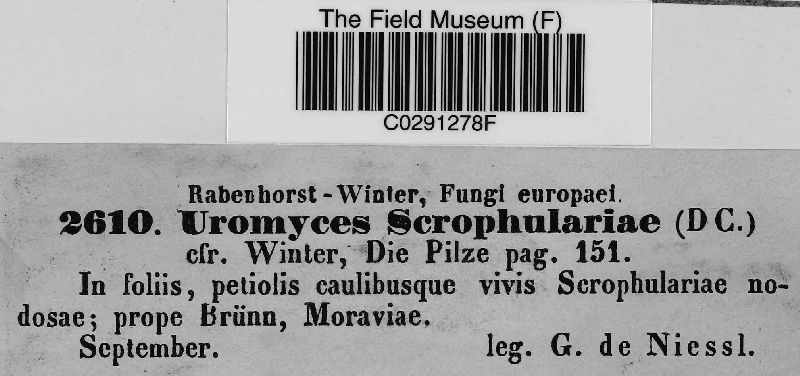 The Field Museum (F)
C0291278F
Rabenhorst-Winter, Fungi europaei.
2610. Uromyces Scrophulariae (DC.)
cfr. Winter, Die Pilze pag. 151.
In foliis, petiolis caulibusque vivis Scrophulariae no-
dosae; prope Brünn, Moraviae.
September. leg. G. de Niessl.